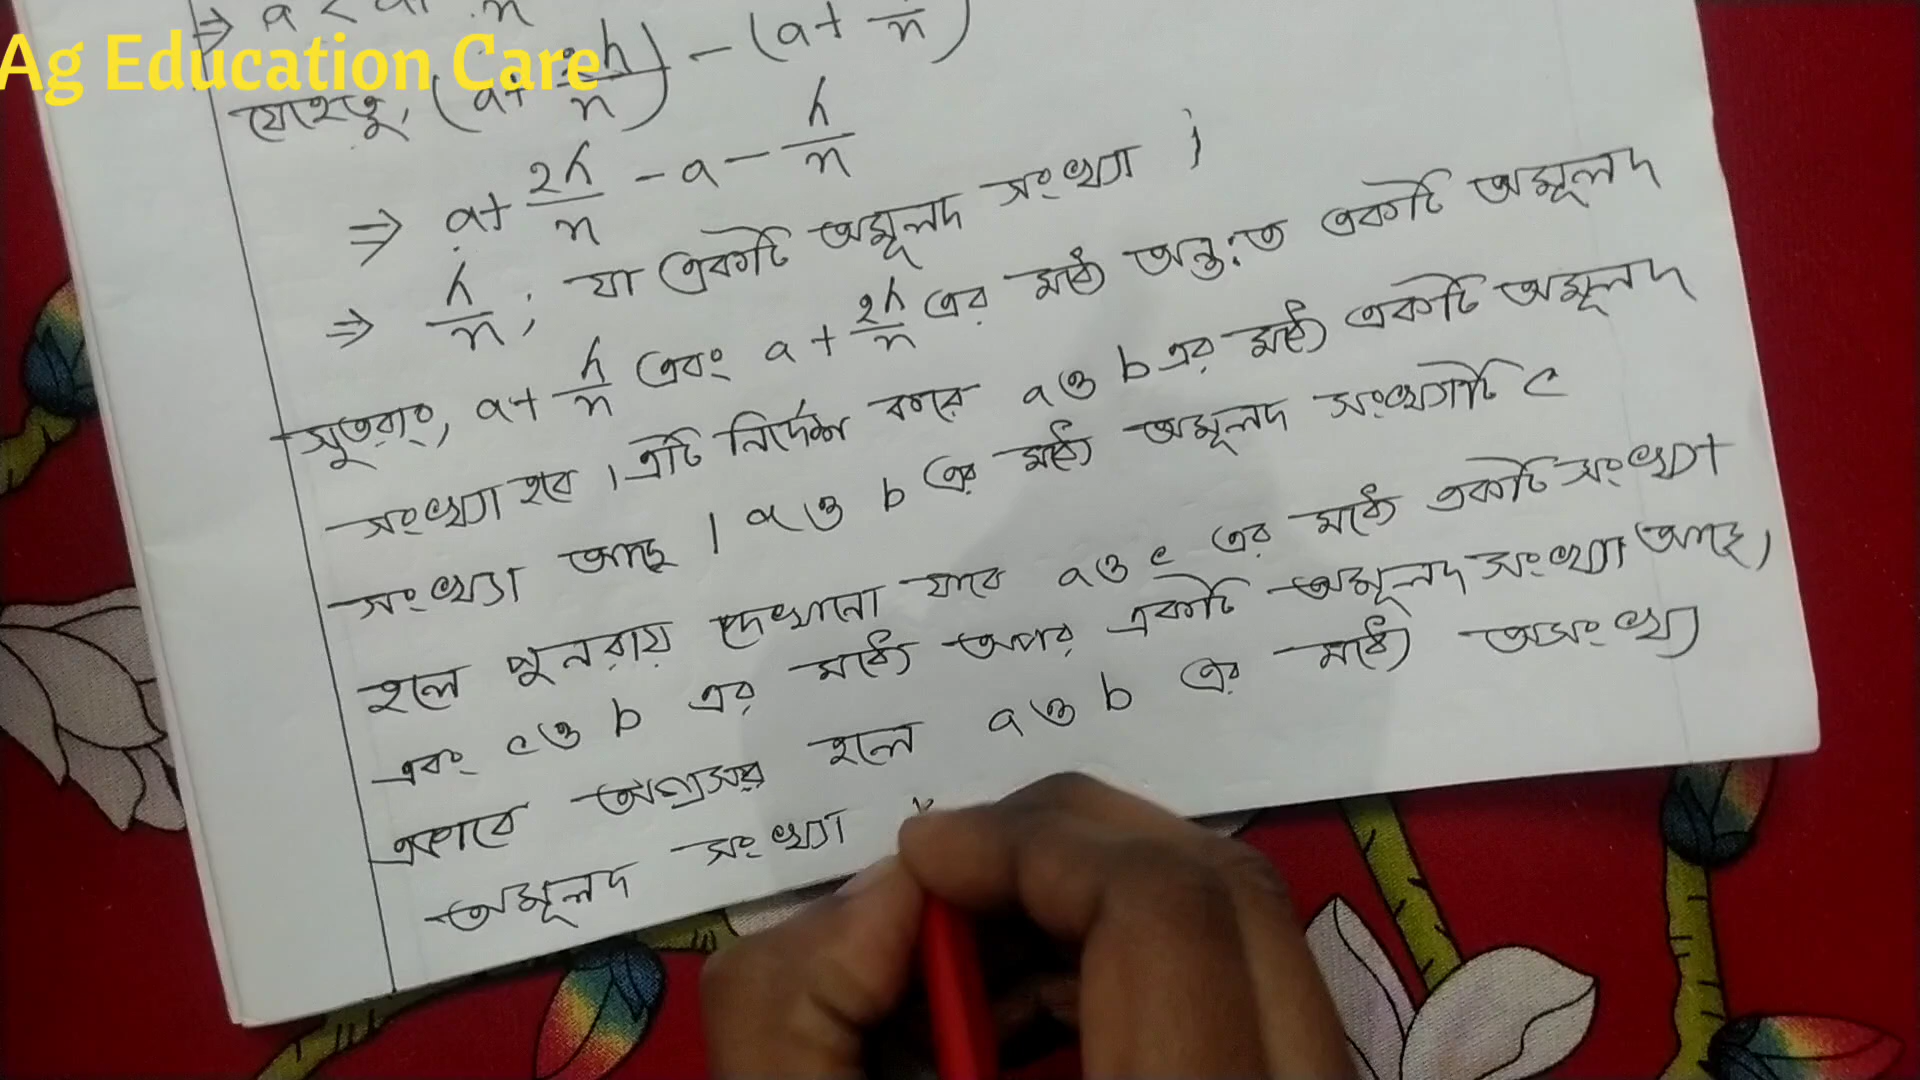 ⇒ a < a+ n
Ag Education Care
যেহেতু, (a+ 2h/n) - (a+ /n)
⇒ a+ 2h/n - a - h/n
⇒ h/n ; যা একটি অমূলদ সংখ্যা ;
সুতরাং, a+ h/n এবং a+ 2h/n এর মধ্যে অন্তঃত একটি অমূলদ
সংখ্যা হবে । এটি নির্দেশ করে a ও b এর মধ্যে একটি অমূলদ
সংখ্যা আছে । a ও b এর মধ্যে অমূলদ সংখ্যাটি c
হলে পুনরায় দেখানো যাবে a ও c এর মধ্যে একটি সংখ্যা
এবং c ও b এর মধ্যে অপর একটি অমূলদ সংখ্যা আছে,
এভাবে অগ্রসর হলে a ও b এর মধ্যে অসংখ্য
অমূলদ সংখ্যা